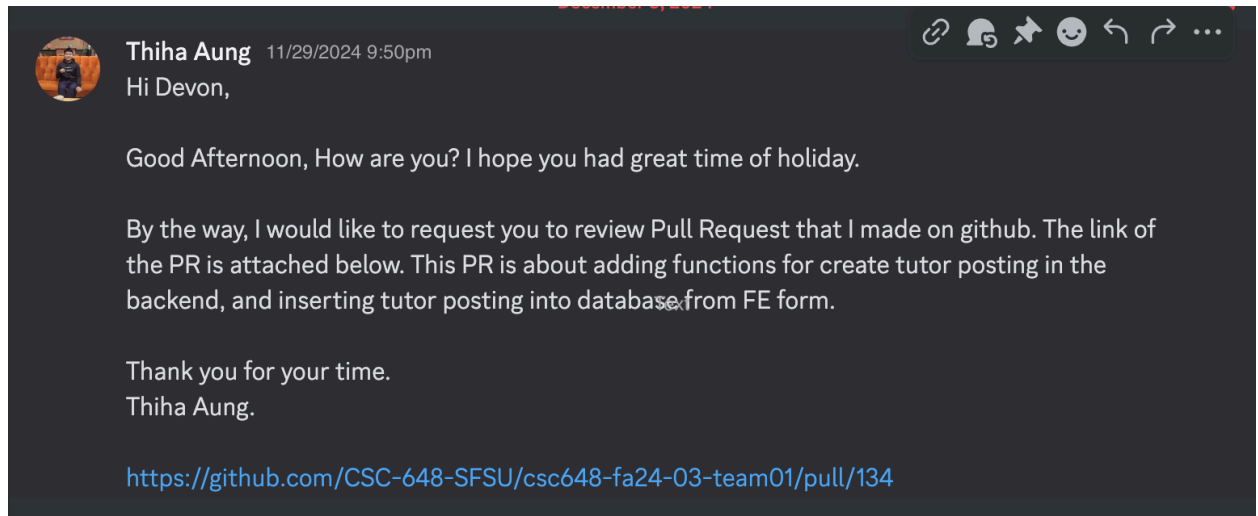 Thiha Aung 11/29/2024 9:50pm
Hi Devon,
Good Afternoon, How are you? I hope you had great time of holiday.
By the way, I would like to request you to review Pull Request that I made on github. The link of
the PR is attached below. This PR is about adding functions for create tutor posting in the
backend, and inserting tutor posting into database from FE form.
Text
Thank you for your time.
Thiha Aung.
https://github.com/CSC-648-SFSU/csc648-fa24-03-team01/pull/134